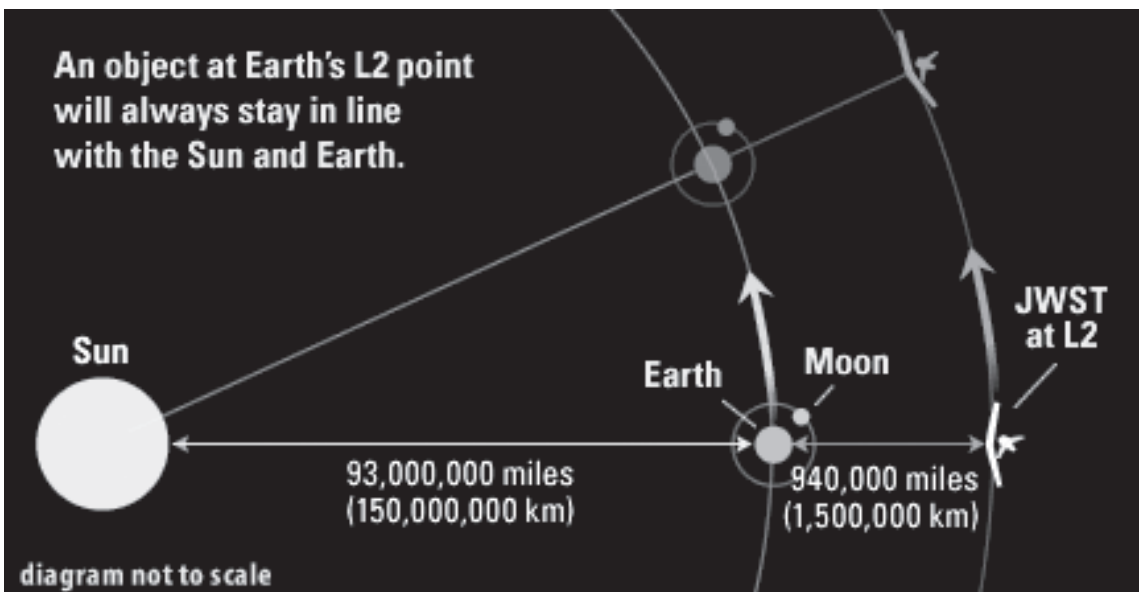 An object at Earth's L2 point
will always stay in line
with the Sun and Earth.
JWST
at L2
Sun
Earth
Moon
93,000,000 miles
(150,000,000 km)
940,000 miles
(1,500,000 km)
diagram not to scale